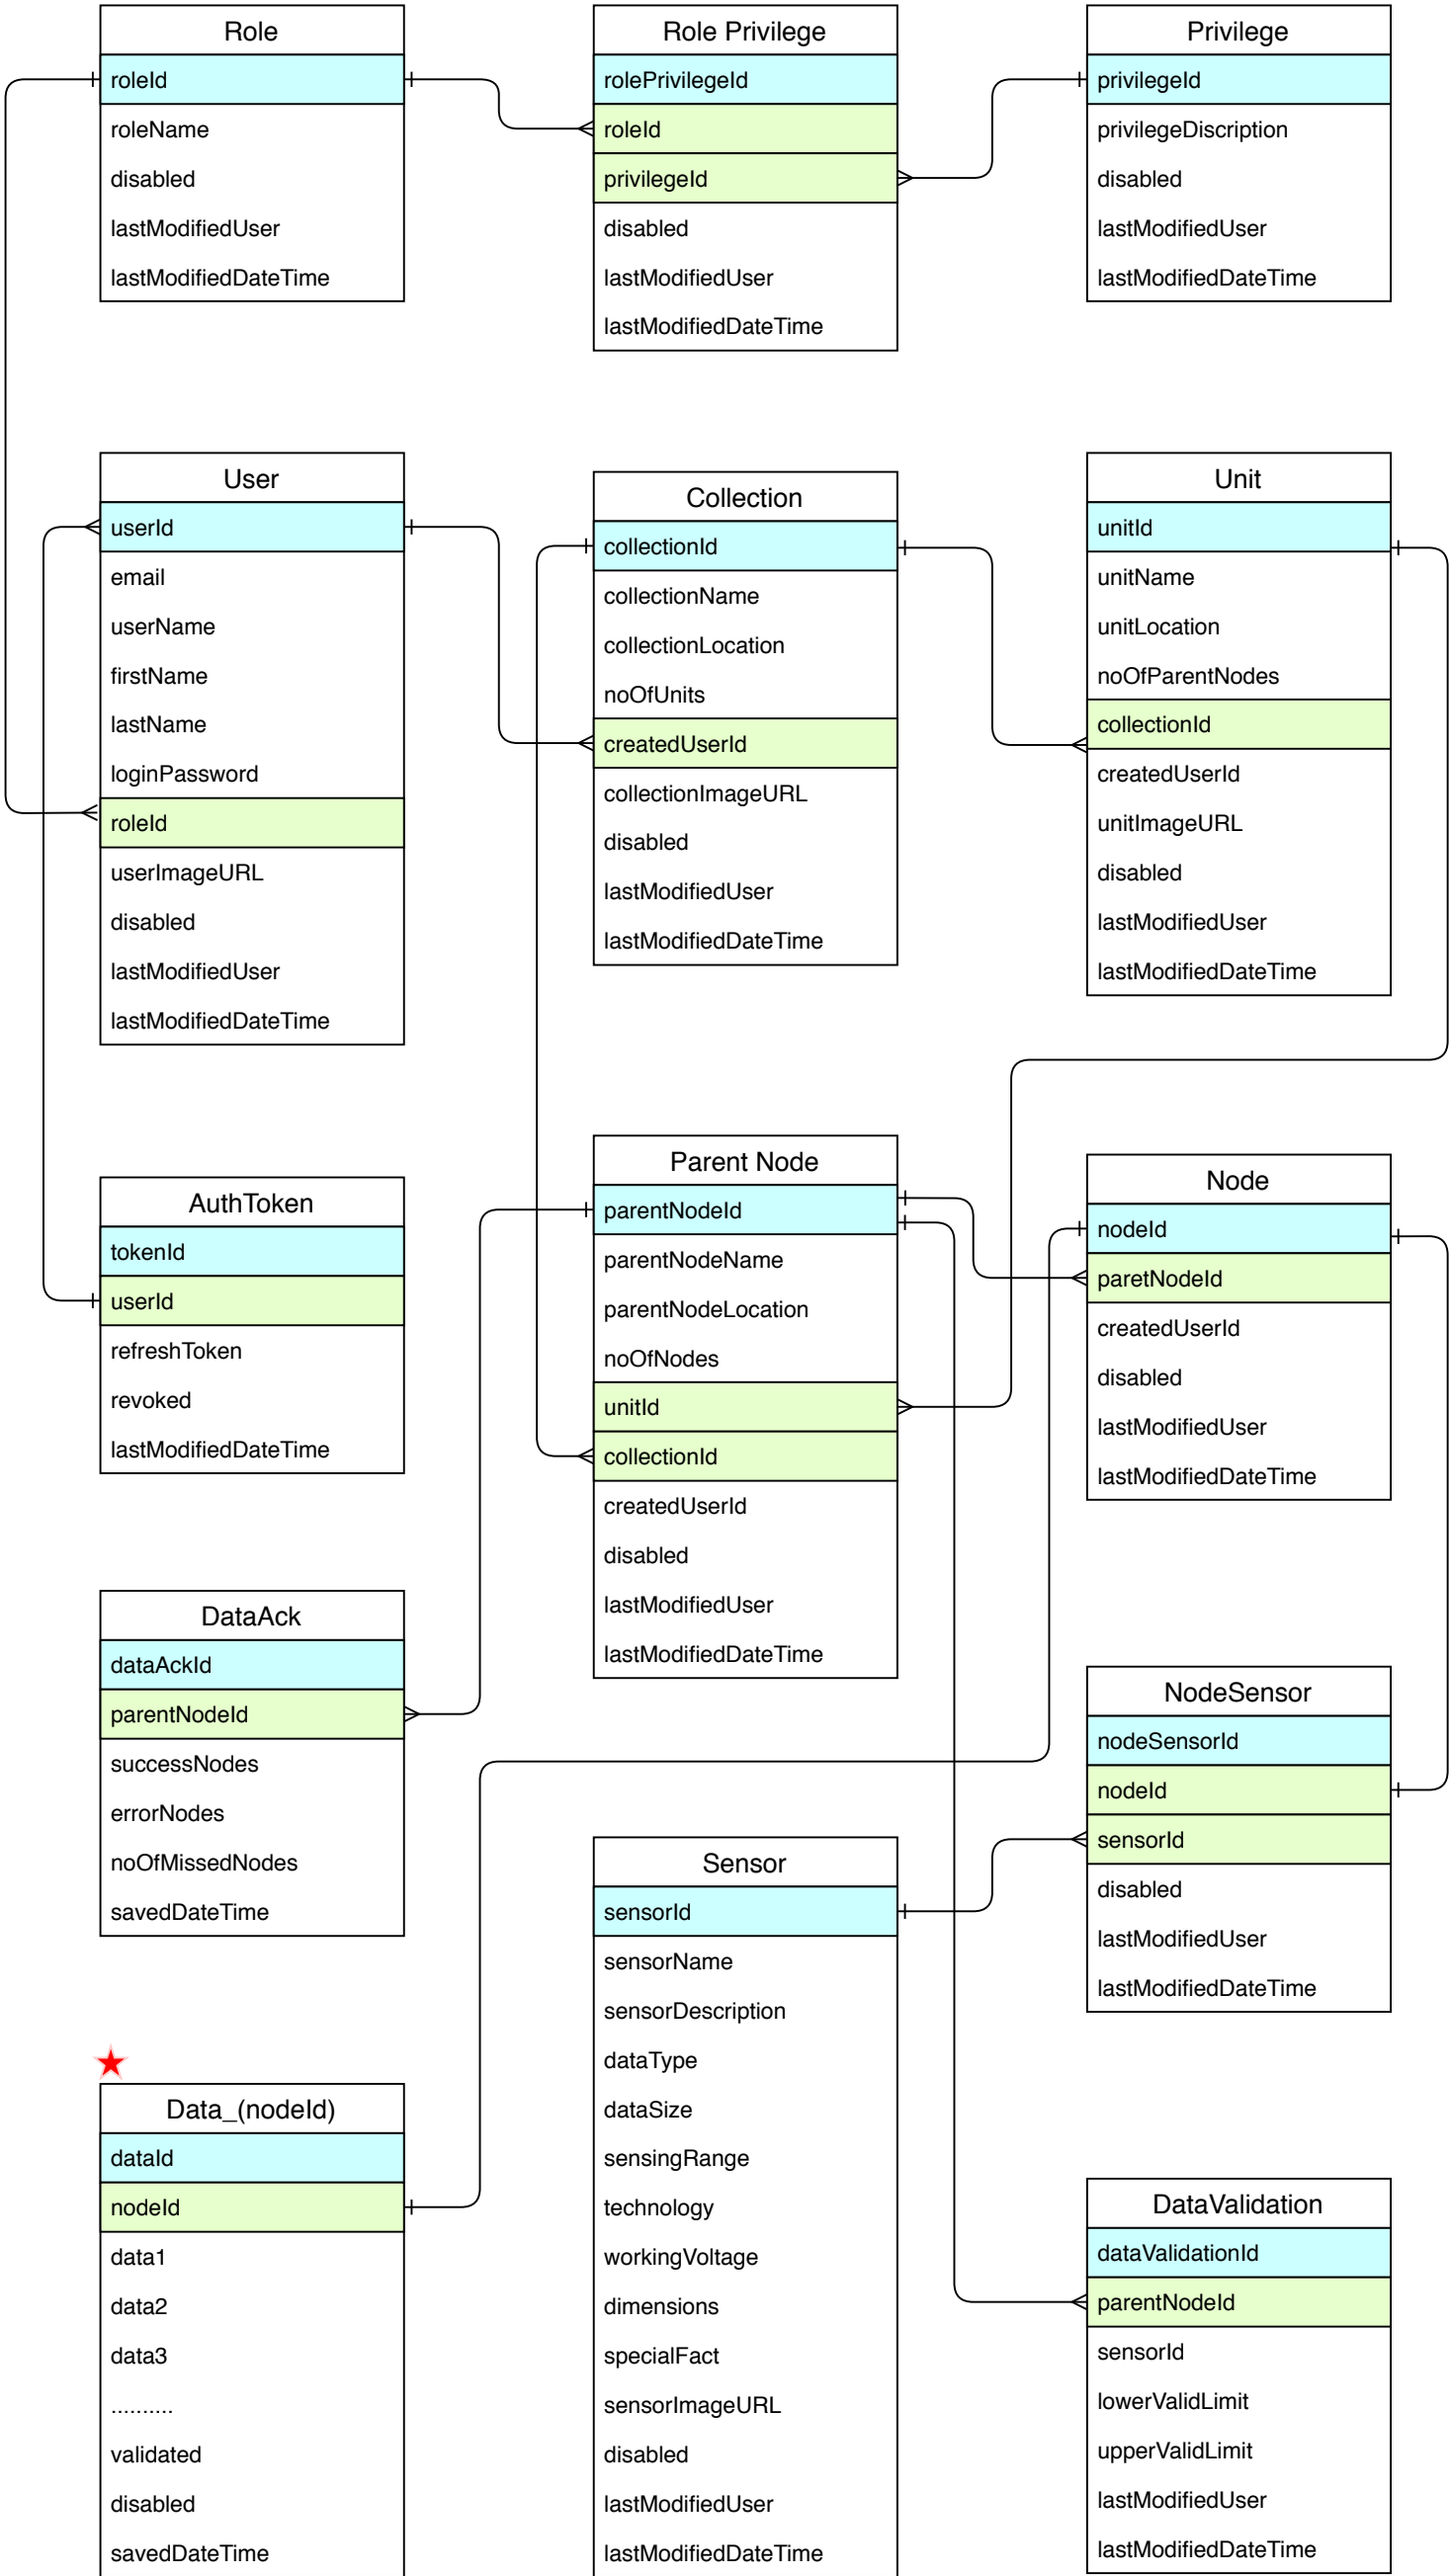 Role
roleId
roleName
disabled
lastModifiedUser
lastModifiedDateTime
Role Privilege
rolePrivilegeId
roleId
privilegeId
disabled
lastModifiedUser
lastModifiedDateTime
Privilege
privilegeId
privilegeDiscription
disabled
lastModifiedUser
lastModifiedDateTime
User
userId
email
userName
firstName
lastName
loginPassword
roleId
userImageURL
disabled
lastModifiedUser
lastModifiedDateTime
Collection
collectionId
collectionName
collectionLocation
noOfUnits
createdUserId
collectionImageURL
disabled
lastModifiedUser
lastModifiedDateTime
Unit
unitId
unitName
unitLocation
noOfParentNodes
collectionId
createdUserId
unitImageURL
disabled
lastModifiedUser
lastModifiedDateTime
AuthToken
tokenId
userId
refreshToken
revoked
lastModifiedDateTime
Parent Node
parentNodeId
parentNodeName
parentNodeLocation
noOfNodes
unitId
collectionId
createdUserId
disabled
lastModifiedUser
lastModifiedDateTime
Node
nodeId
paretNodeId
createdUserId
disabled
lastModifiedUser
lastModifiedDateTime
DataAck
dataAckId
parentNodeId
successNodes
errorNodes
noOfMissedNodes
savedDateTime
NodeSensor
nodeSensorId
nodeId
sensorId
disabled
lastModifiedUser
lastModifiedDateTime
Sensor
sensorId
sensorName
sensorDescription
dataType
dataSize
sensingRange
technology
workingVoltage
dimensions
specialFact
sensorImageURL
disabled
lastModifiedUser
lastModifiedDateTime
Data_(nodeId)
dataId
nodeId
data1
data2
data3
..........
validated
disabled
savedDateTime
DataValidation
dataValidationId
parentNodeId
sensorId
lowerValidLimit
upperValidLimit
lastModifiedUser
lastModifiedDateTime